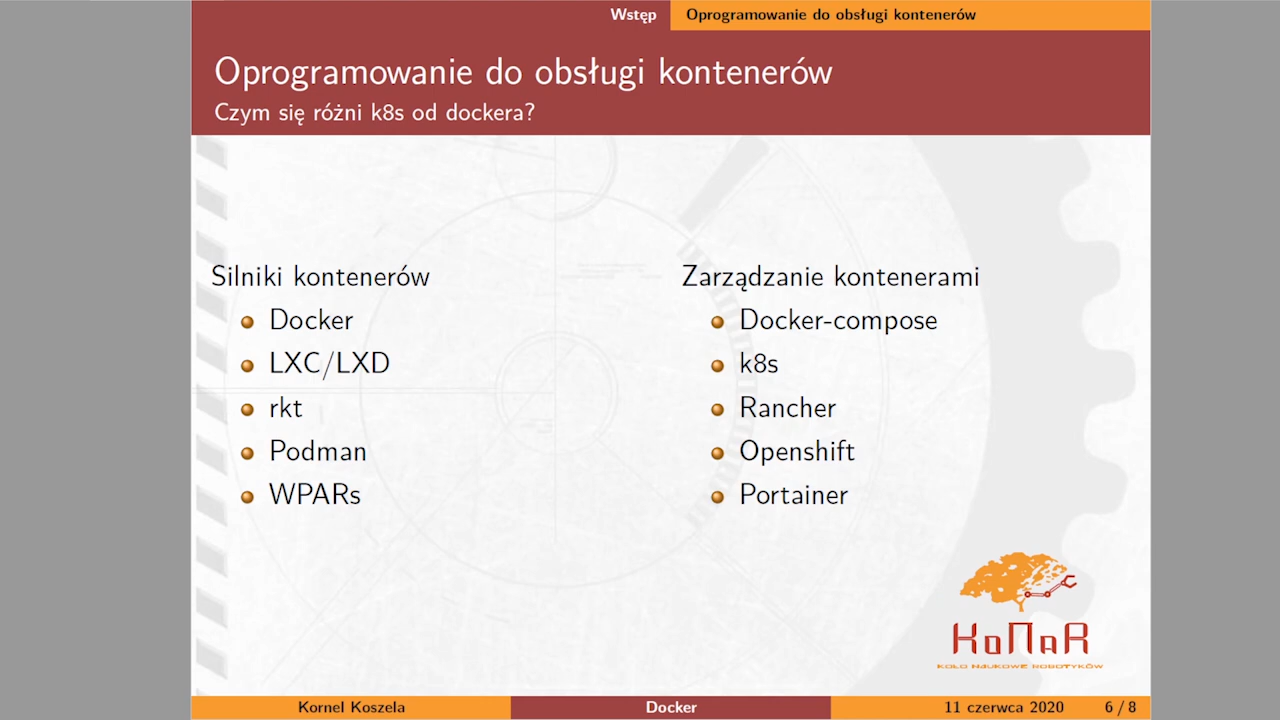 Wstęp
Oprogramowanie do obsługi kontenerów
Oprogramowanie do obsługi kontenerów
Czym się różni k8s od dockera?
Silniki kontenerów
Docker
LXC/LXD
rkt
Podman
WPARs
Zarządzanie kontenerami
Docker-compose
k8s
Rancher
Openshift
Portainer
KoNaR
KOŁO NAUKOWE ROBOTYKÓW
Kornel Koszela
Docker
11 czerwca 2020
6 / 8